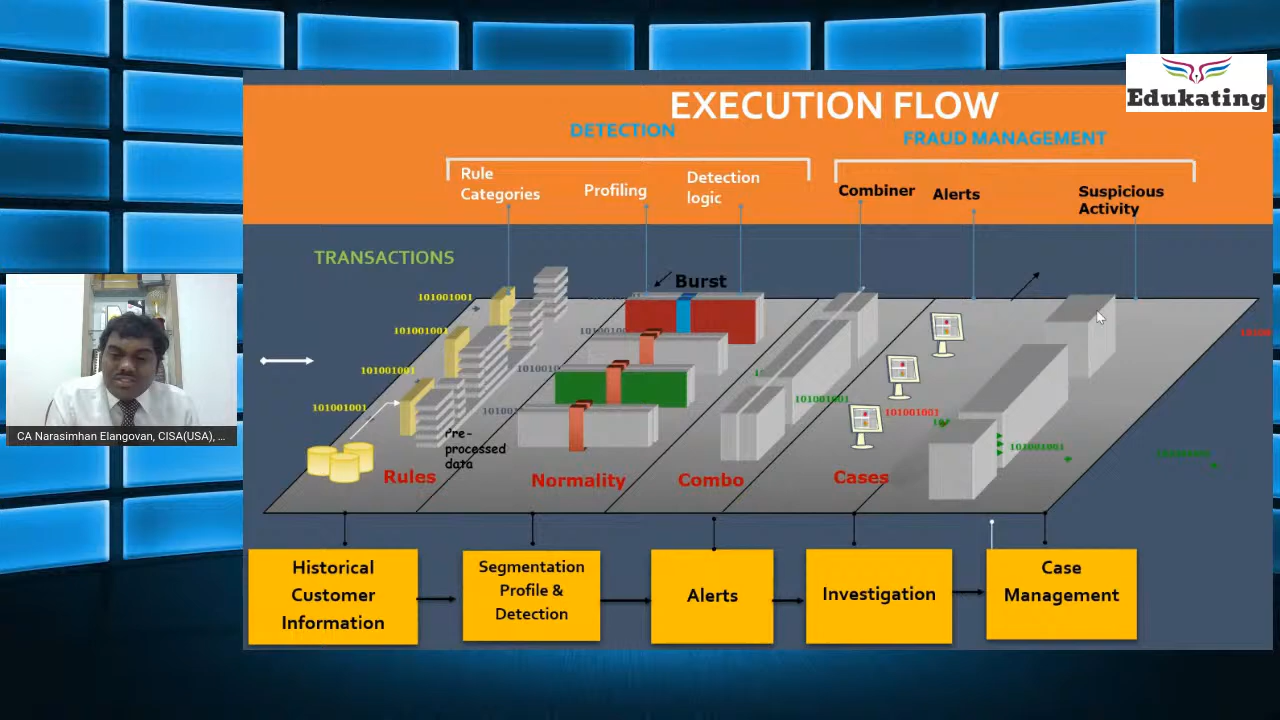 Edukating
EXECUTION FLOW
DETECTION
FRAUD MANAGEMENT
Rule
Categories
Profiling
Detection
logic
Combiner
Alerts
Suspicious
Activity
TRANSACTIONS
Burst
101001001
101001001
101001001
101001001
101001001
101001001
101001001
Pre-
processed
data
Rules
Normality
Combo
Cases
CA Narasimhan Elangovan, CISA(USA), ...
Historical
Customer
Information
Segmentation
Profile &
Detection
Alerts
Investigation
Case
Management